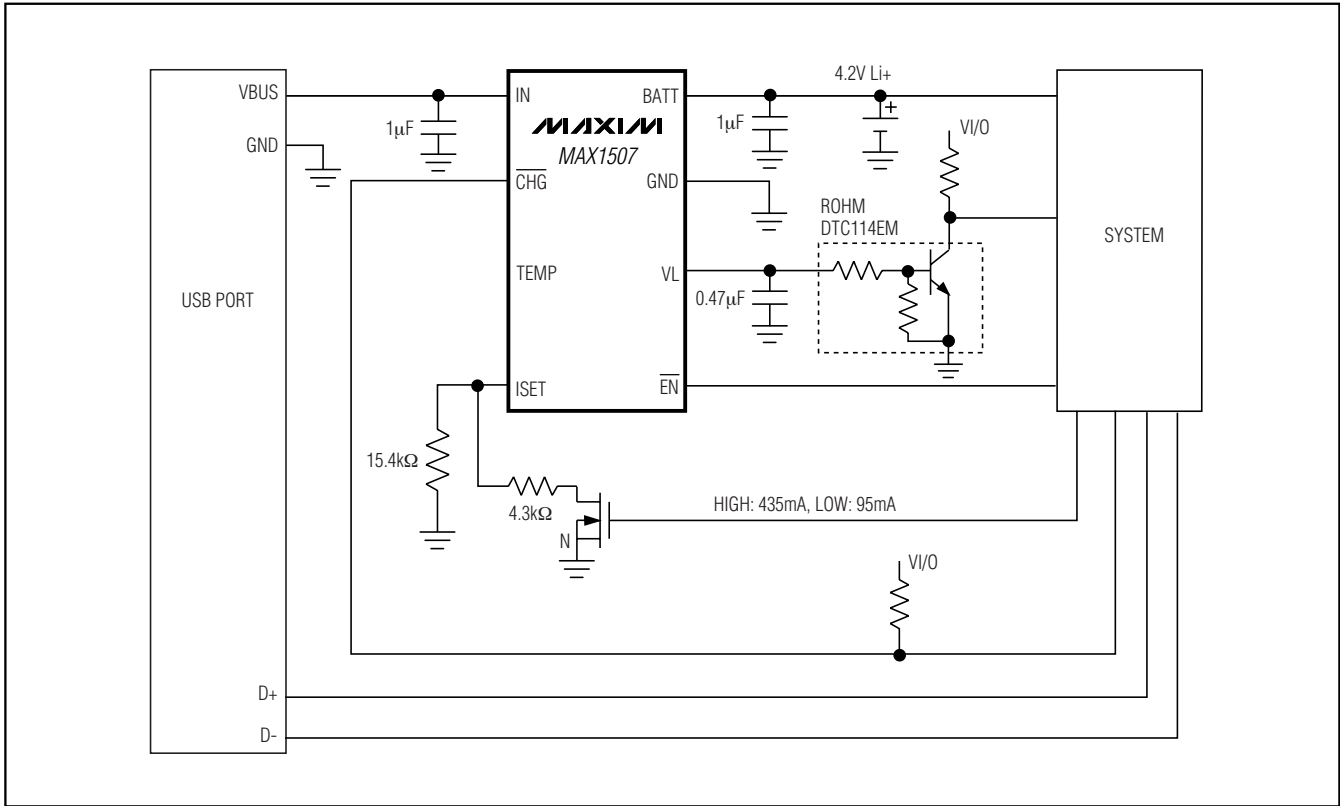 VBUS
GND
USB PORT
D+
D-
1µF
IN
BATT
MAXIM
MAX1507
CHG
GND
TEMP
VL
ISET
EN
1µF
4.2V Li+
+
VI/O
ROHM
DTC114EM
0.47µF
SYSTEM
15.4kΩ
4.3kΩ
N
HIGH: 435mA, LOW: 95mA
VI/O